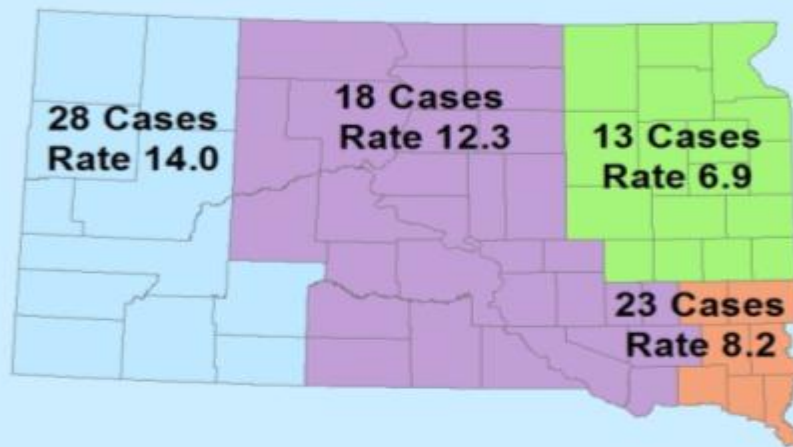 28 Cases
Rate 14.0
18 Cases
Rate 12.3
13 Cases
Rate 6.9
23 Cases
Rate 8.2